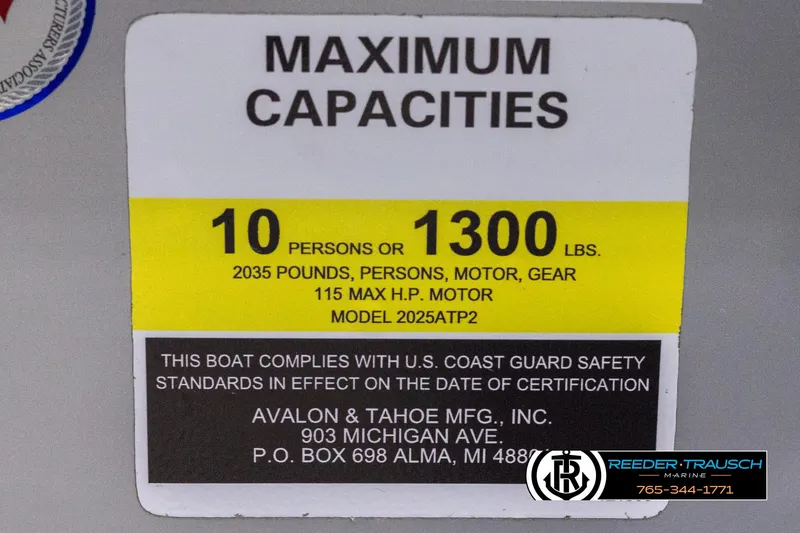 MAXIMUM
CAPACITIES
10 PERSONS OR 1300 LBS.
2035 POUNDS, PERSONS, MOTOR, GEAR
115 MAX H.P. MOTOR
MODEL 2025ATP2
THIS BOAT COMPLIES WITH U.S. COAST GUARD SAFETY
STANDARDS IN EFFECT ON THE DATE OF CERTIFICATION
AVALON & TAHOE MFG., INC.
903 MICHIGAN AVE.
P.O. BOX 698 ALMA, MI
REEDER·TRAUSCH
MARINE
765-344-1771